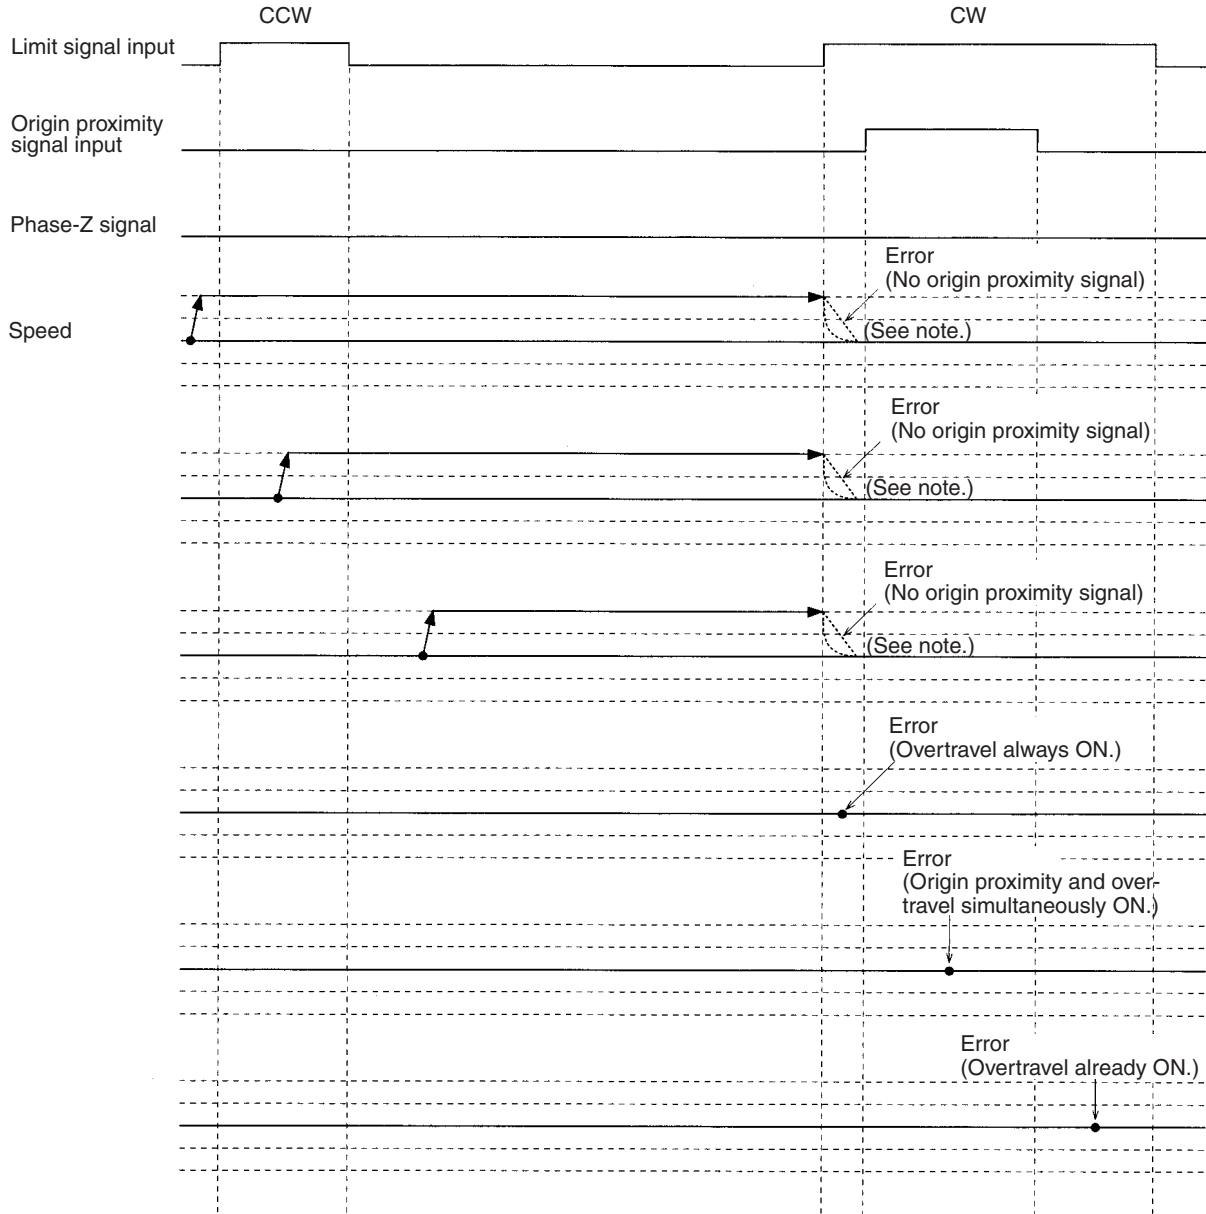 CCW
CW
Limit signal input
Origin proximity
signal input
Phase-Z signal
Error
(No origin proximity signal)
Speed
(See note.)
Error
(No origin proximity signal)
(See note.)
Error
(No origin proximity signal)
(See note.)
Error
(Overtravel always ON.)
Error
(Origin proximity and over-
travel simultaneously ON.)
Error
(Overtravel already ON.)